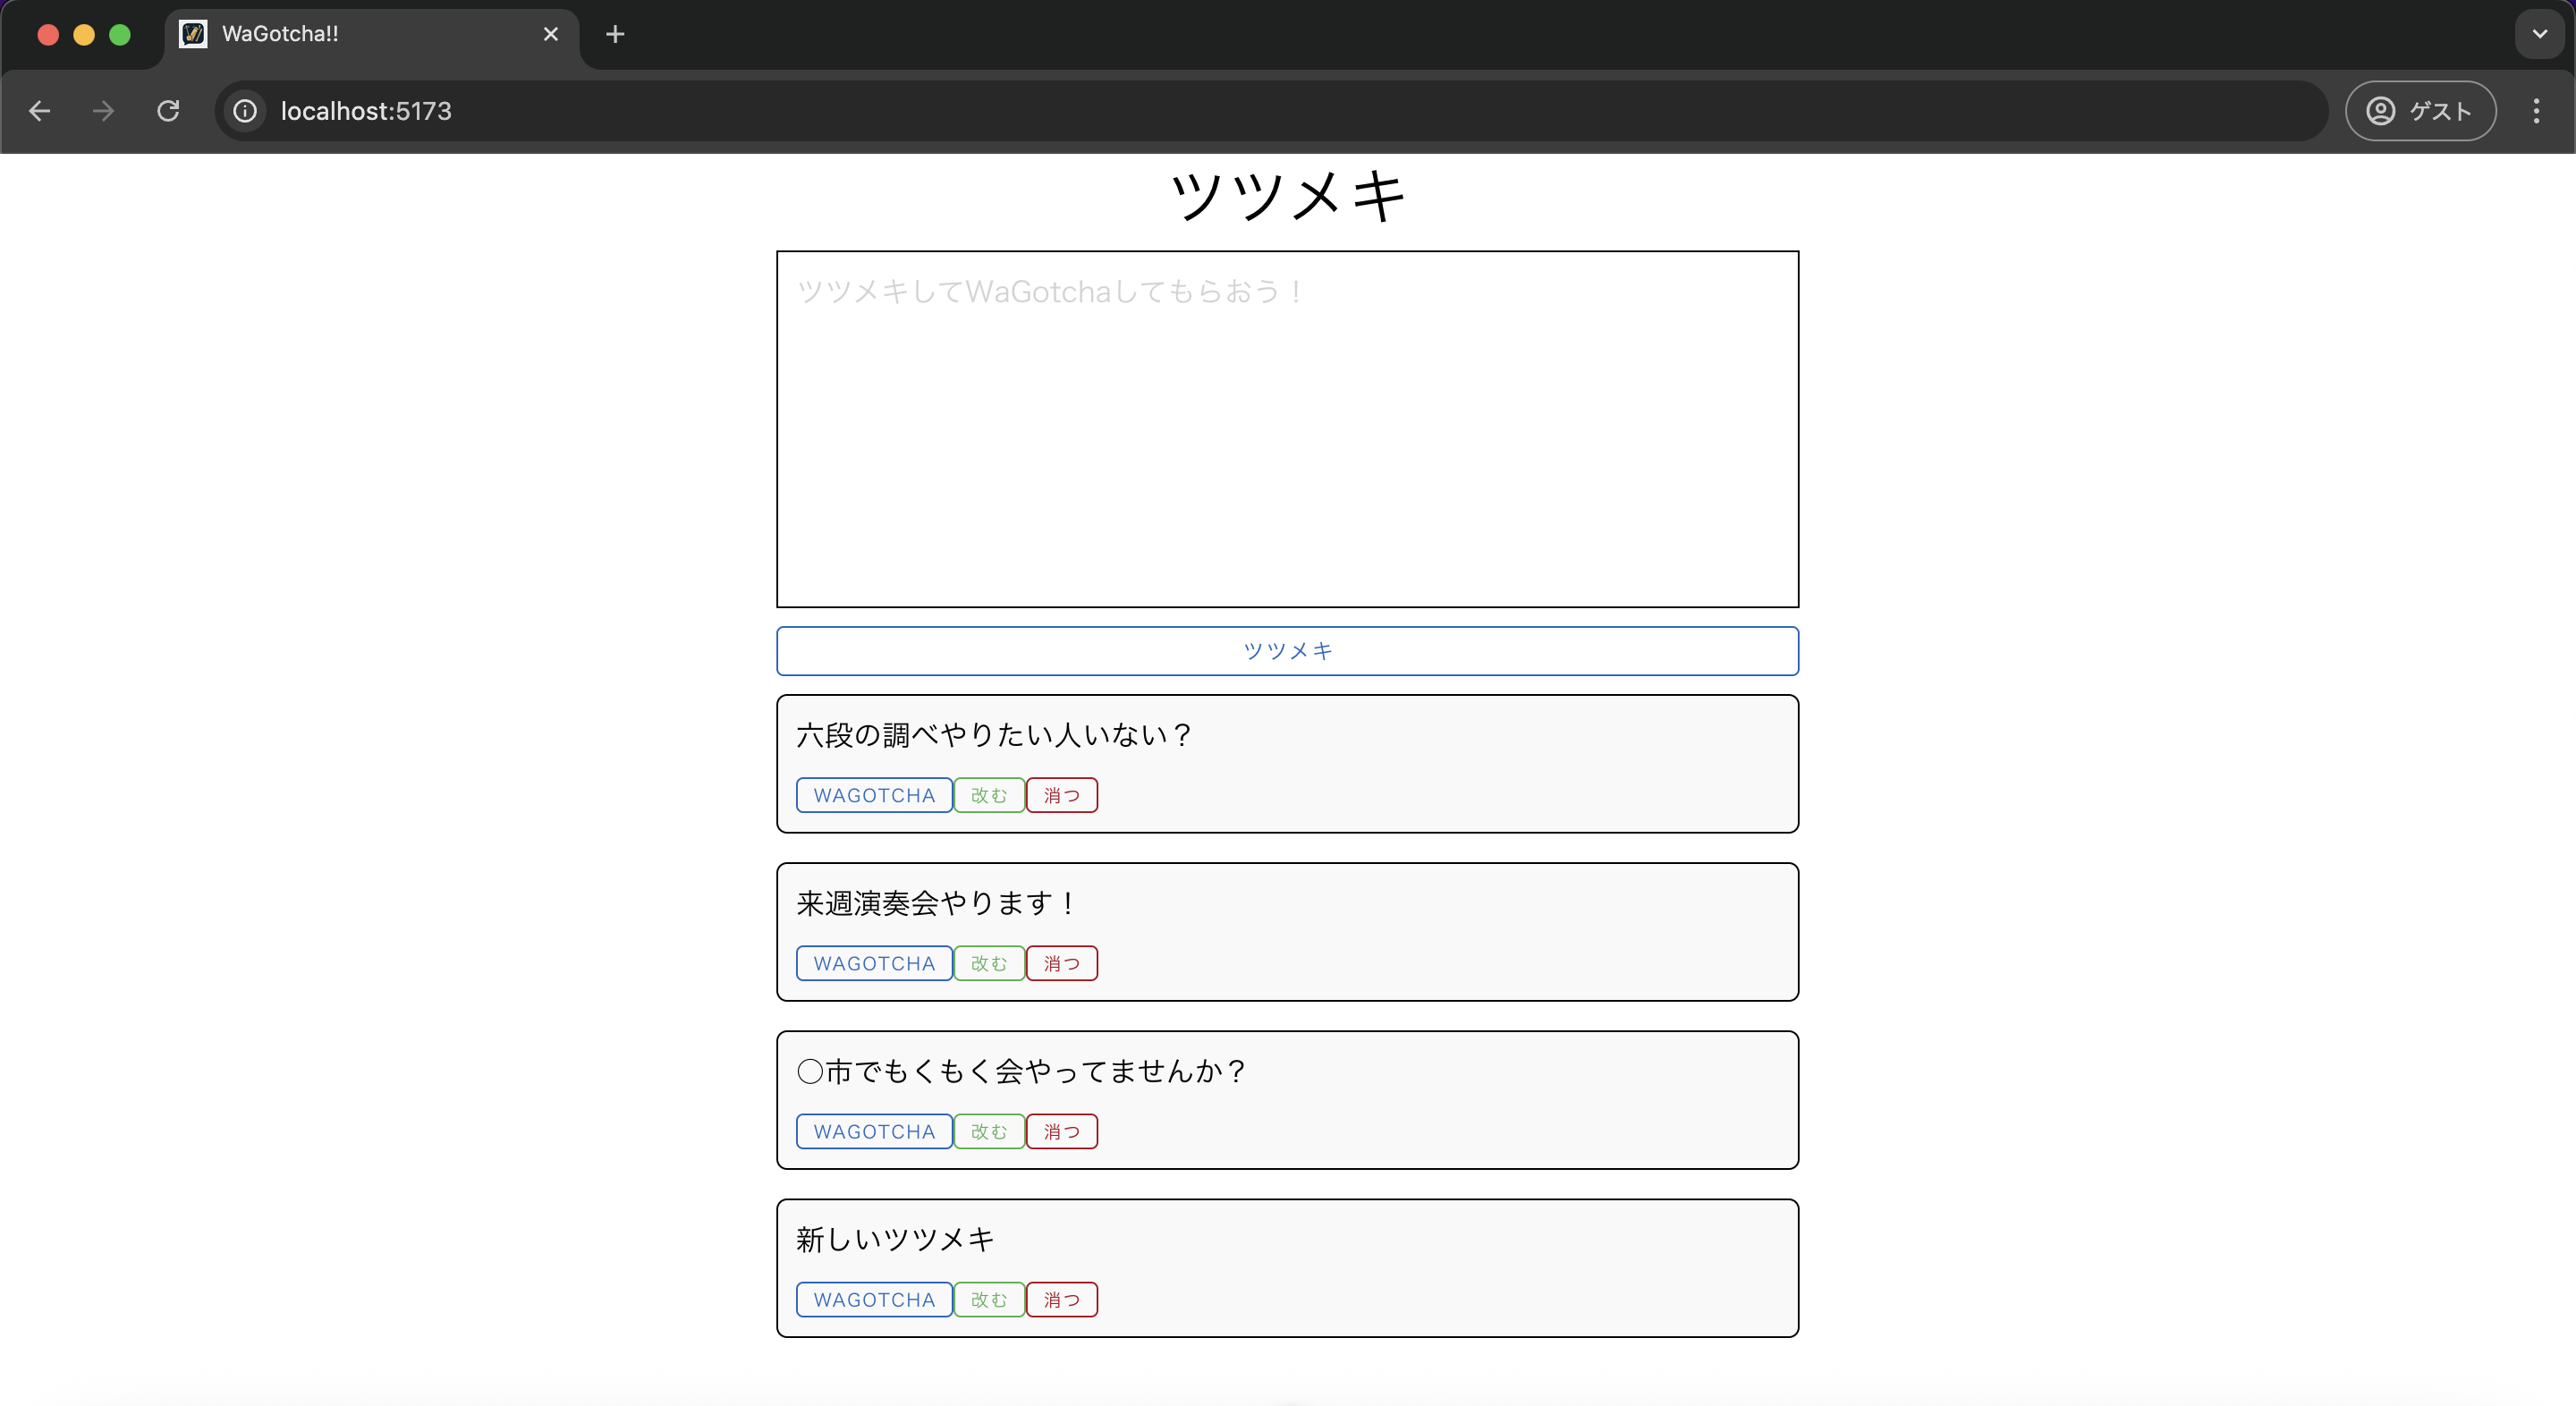 WaGotcha!!
localhost:5173
ゲスト
ツツメキ
ツツメキしてWaGotchaしてもらおう！
ツツメキ
六段の調べやりたい人いない？
WAGOTCHA 改む 消つ
来週演奏会やります！
WAGOTCHA 改む 消つ
〇市でもくもく会やってませんか？
WAGOTCHA 改む 消つ
新しいツツメキ
WAGOTCHA 改む 消つ